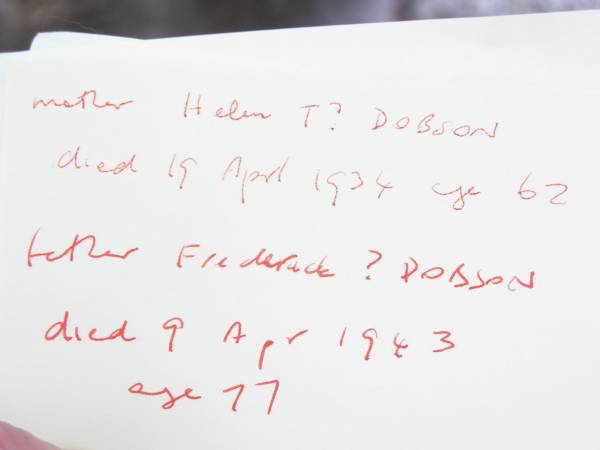 mother Helen T? DOBSON
died 19 April 1934 age 62
father Frederick ? DOBSON
died 9 Apr 1943
age 77